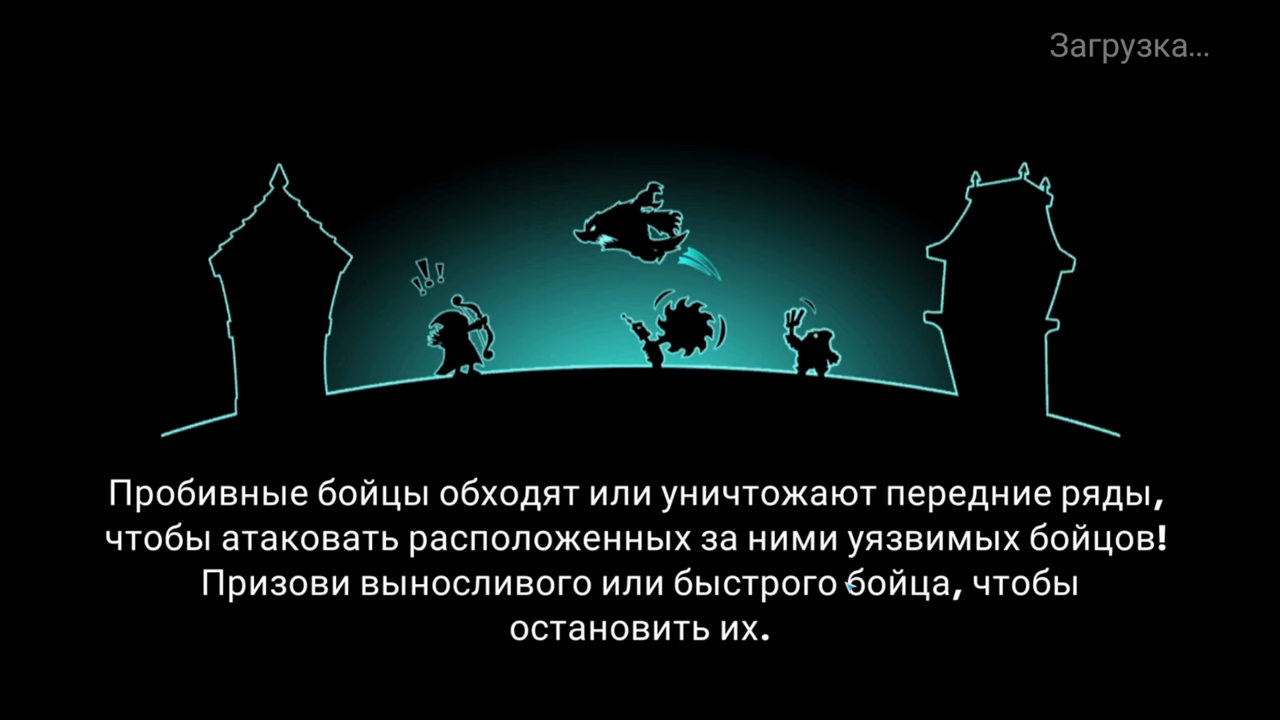 Загрузка...
Пробивные бойцы обходят или уничтожают передние ряды,
чтобы атаковать расположенных за ними уязвимых бойцов!
Призови выносливого или быстрого бойца, чтобы
остановить их.